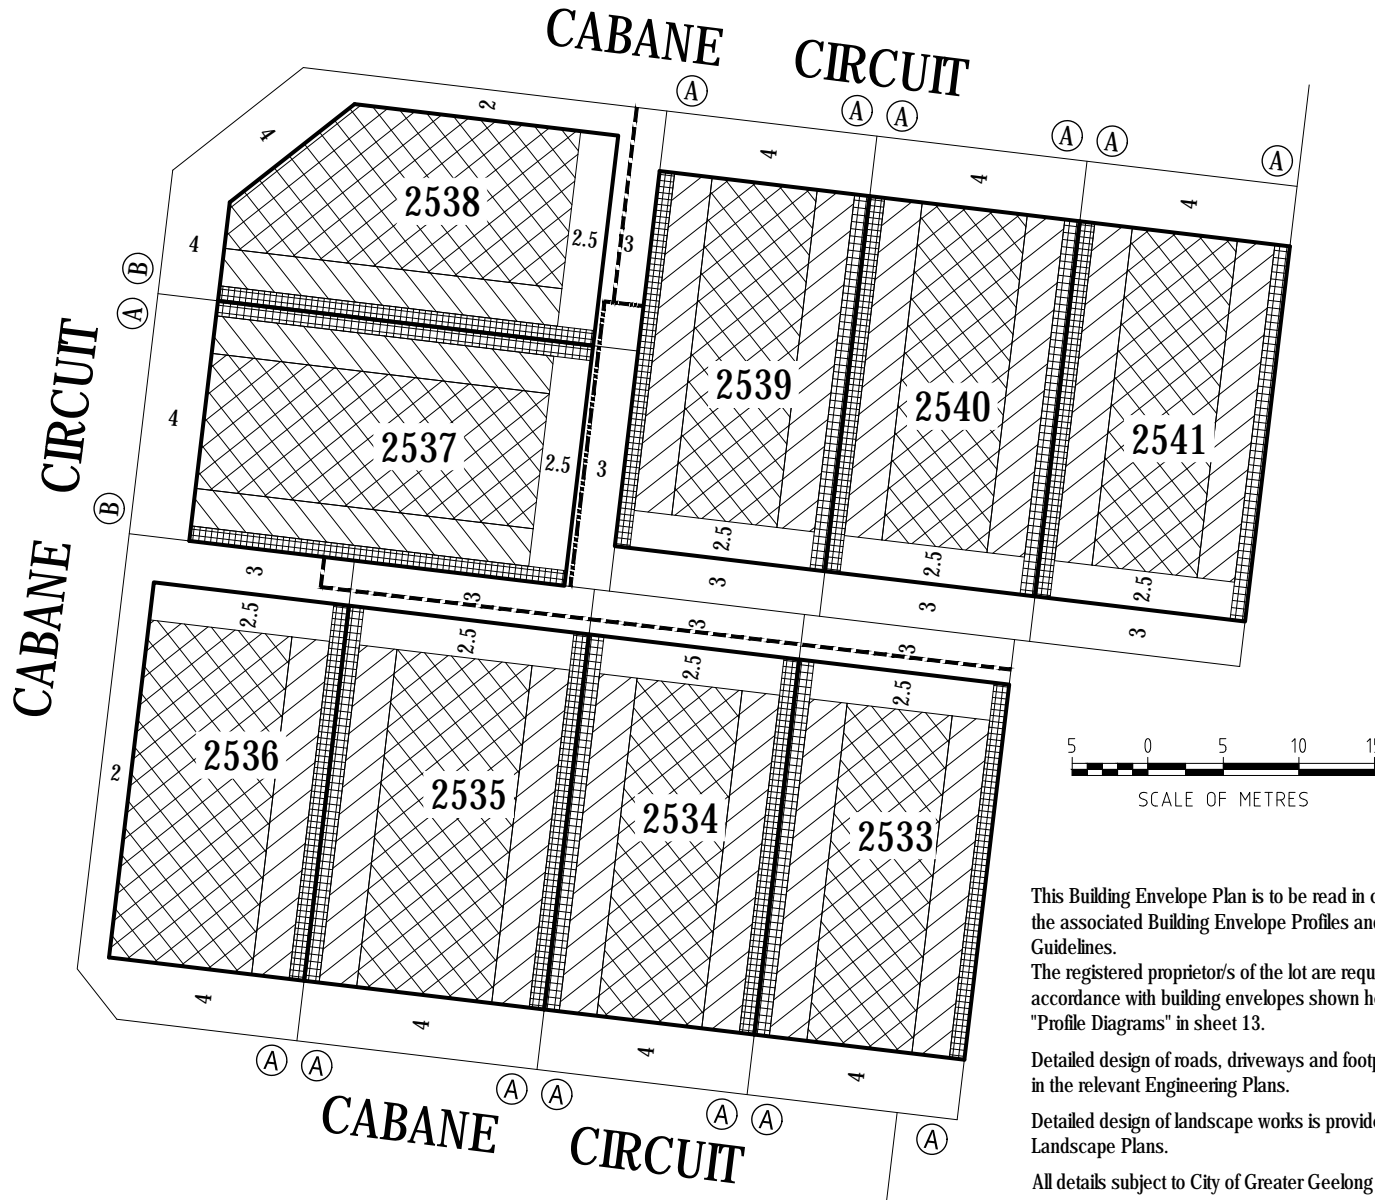 CABANE CIRCUIT
A
A
A
A
A
A
2
4
4
4
4
4
3
2538
2.5
2539
2540
2541
B
A
4
2537
2.5
3
B
CABANE CIRCUIT
2.5
2.5
2.5
3
3
3
3
3
3
3
2.5
2.5
2.5
2.5
2
2536
2535
2534
2533
4
4
4
4
A
A
A
A
A
A
A
CABANE CIRCUIT
5 0 5 10
SCALE OF METRES
This Building Envelope Plan is to be read in
the associated Building Envelope Profiles
Guidelines.
The registered proprietor/s of the lot are
accordance with building envelopes shown
"Profile Diagrams" in sheet 13.
Detailed design of roads, driveways and
in the relevant Engineering Plans.
Detailed design of landscape works is
Landscape Plans.
All details subject to City of Greater Geelong